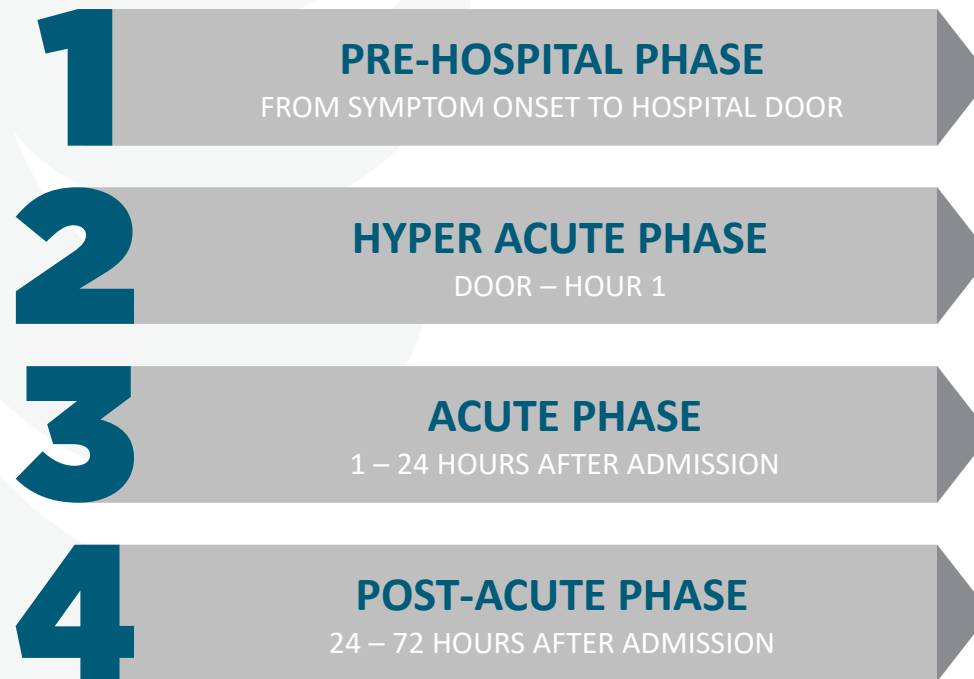 1
PRE-HOSPITAL PHASE
FROM SYMPTOM ONSET TO HOSPITAL DOOR
2
HYPER ACUTE PHASE
DOOR – HOUR 1
3
ACUTE PHASE
1 – 24 HOURS AFTER ADMISSION
4
POST-ACUTE PHASE
24 – 72 HOURS AFTER ADMISSION